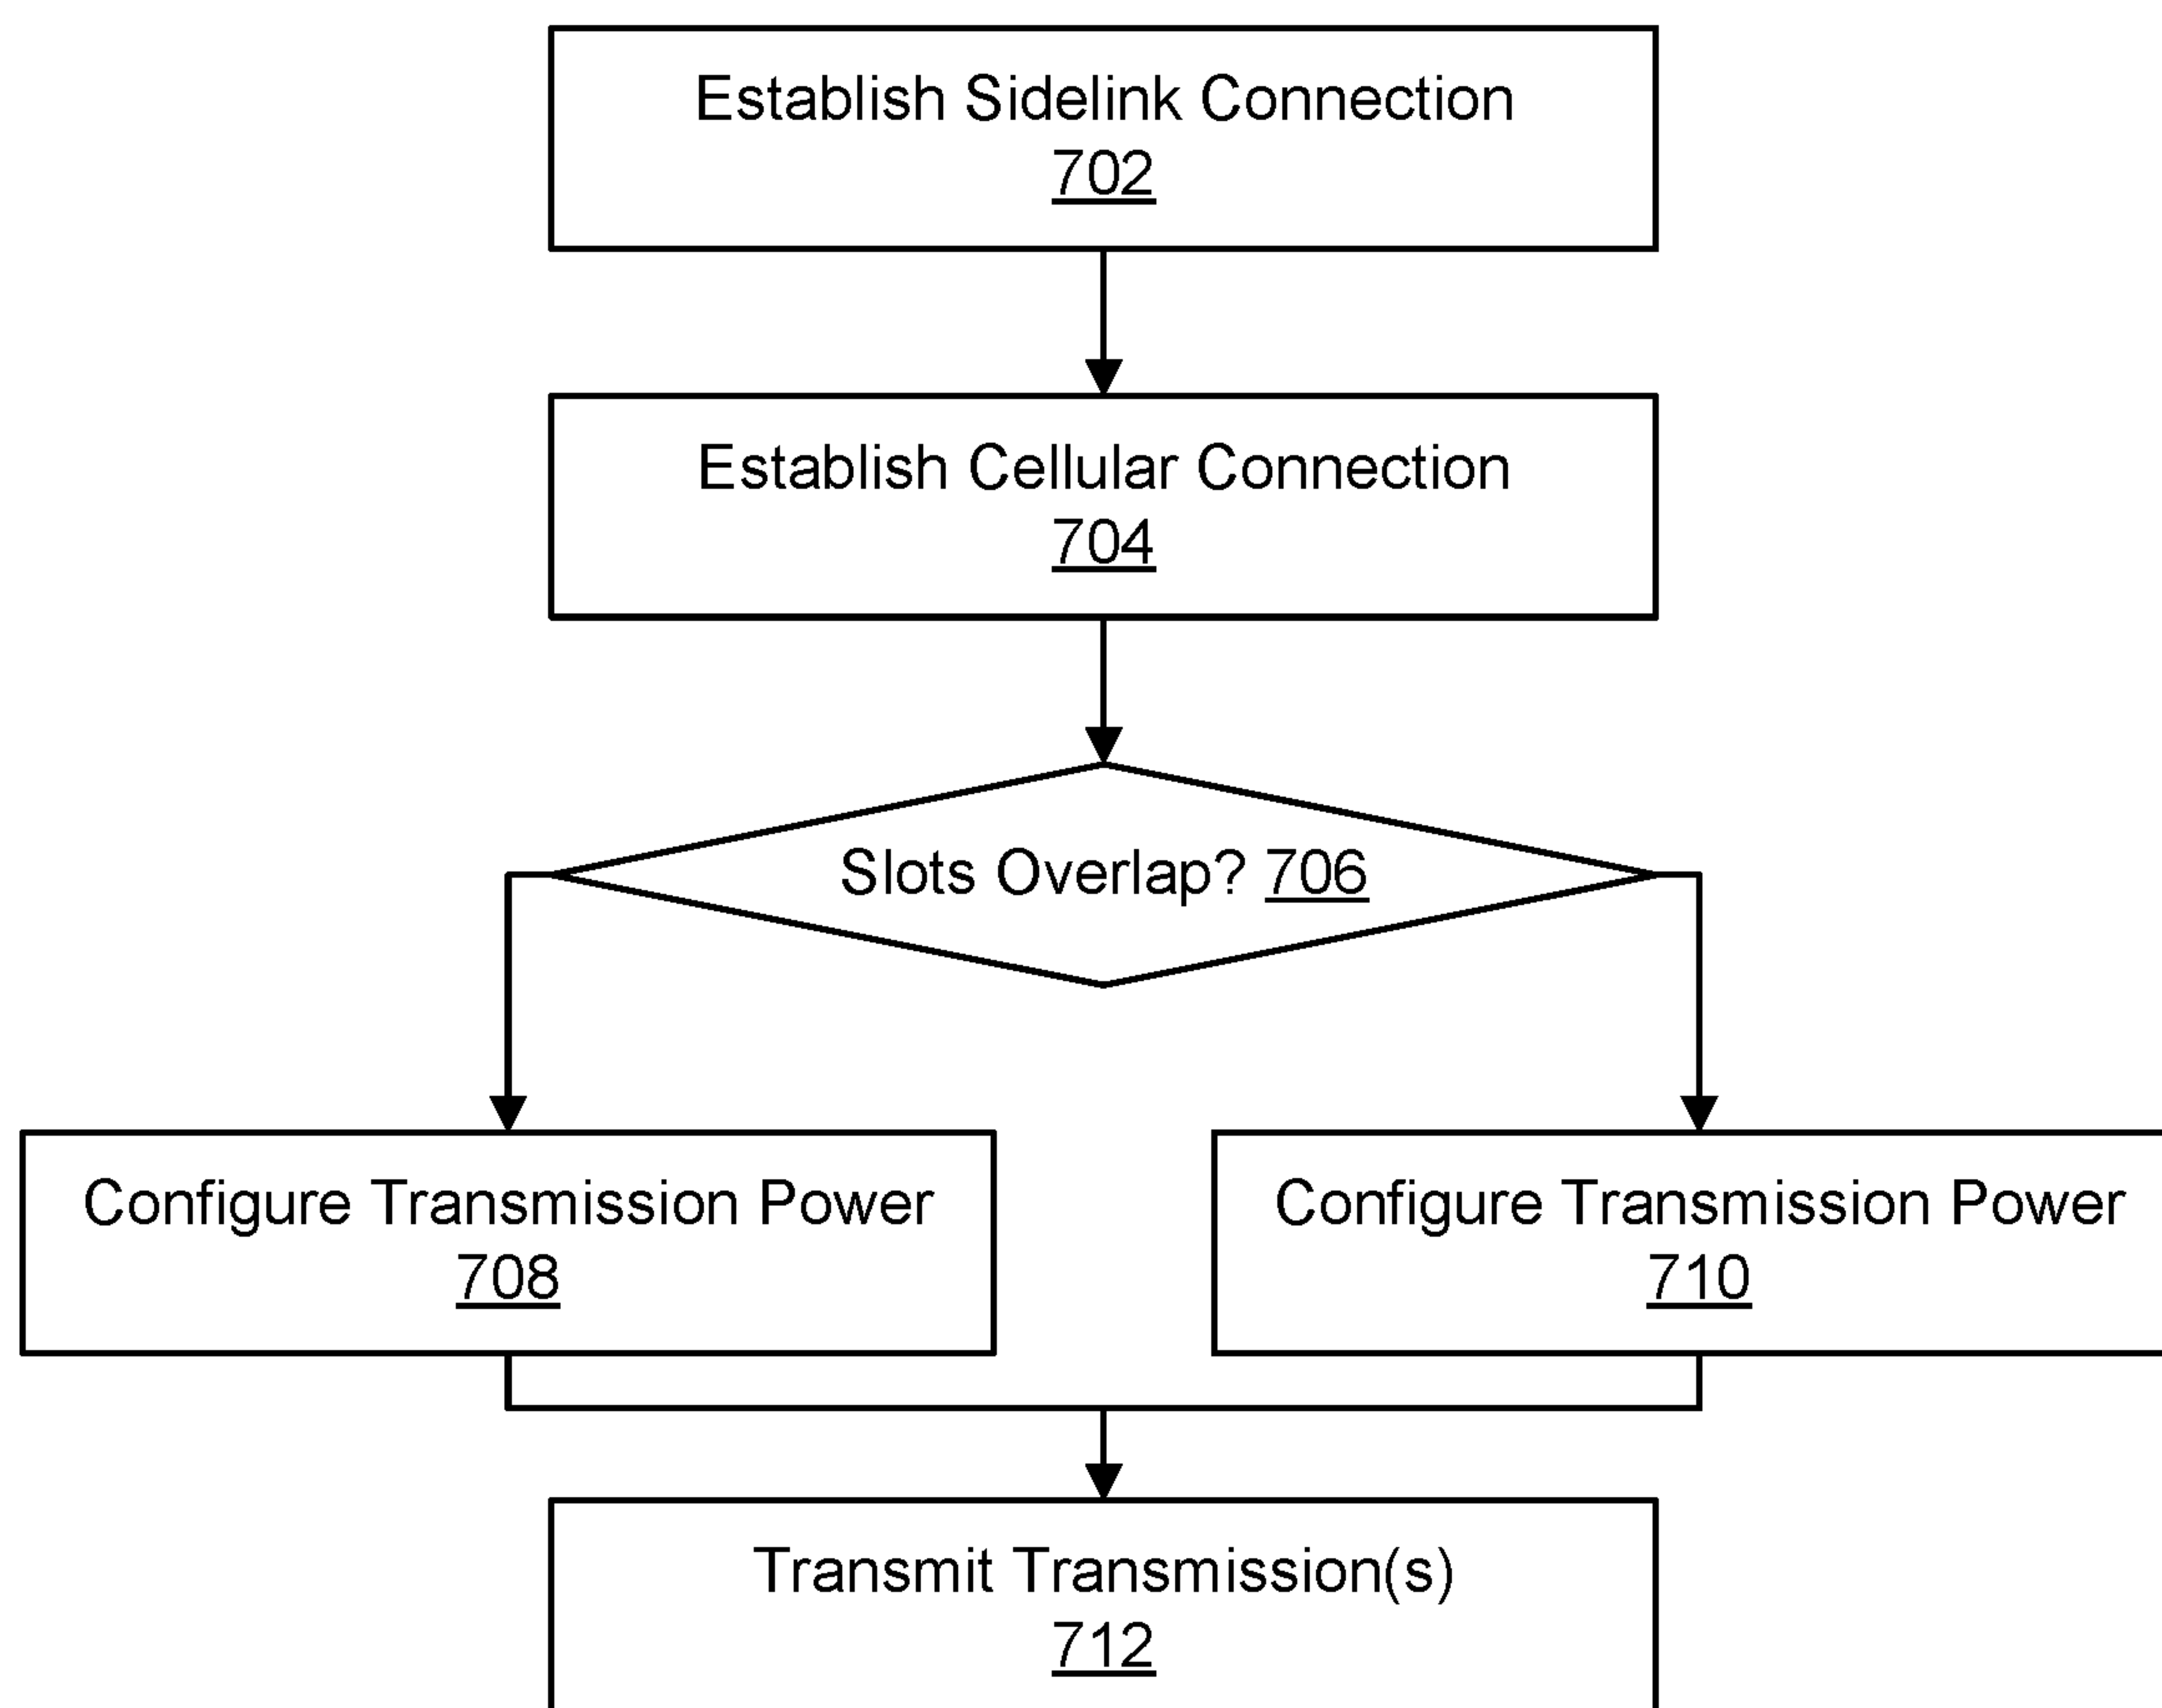 Establish Sidelink Connection
702
Establish Cellular Connection
704
Slots Overlap? 706
Configure Transmission Power
708
Configure Transmission Power
710
Transmit Transmission(s)
712